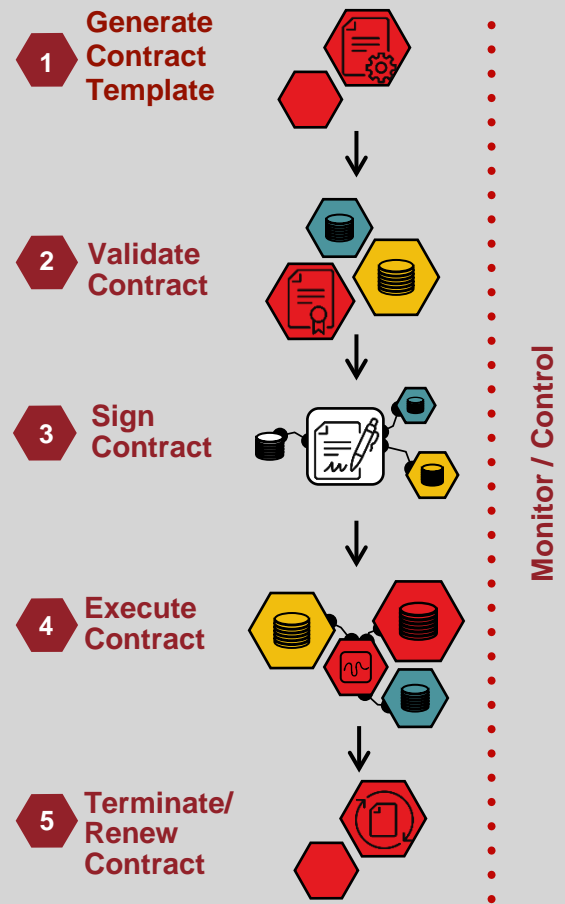 1
Generate
Contract
Template
2
Validate
Contract
3
Sign
Contract
4
Execute
Contract
5
Terminate/
Renew
Contract
Monitor / Control